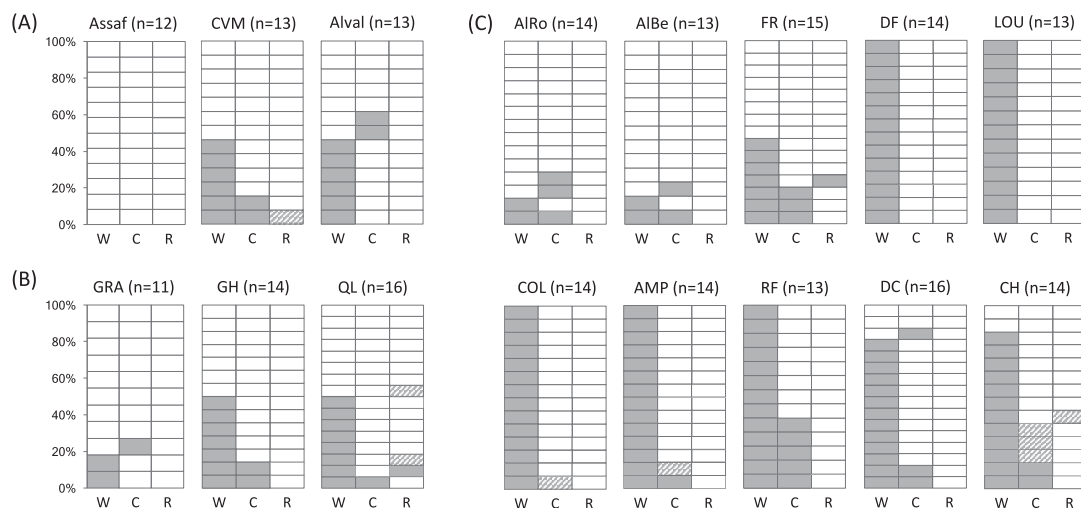 (A)
Assaf (n=12) CVM (n=13) Alval (n=13)
100%
80%
60%
40%
20%
0%
W C R W C R W C R
(B)
GRA (n=11) GH (n=14) QL (n=16)
100%
80%
60%
40%
20%
0%
W C R W C R W C R
(C)
AlRo (n=14) AlBe (n=13) FR (n=15) DF (n=14) LOU (n=13)
W C R W C R W C R W C R W C R
COL (n=14) AMP (n=14) RF (n=13) DC (n=16) CH (n=14)
W C R W C R W C R W C R W C R